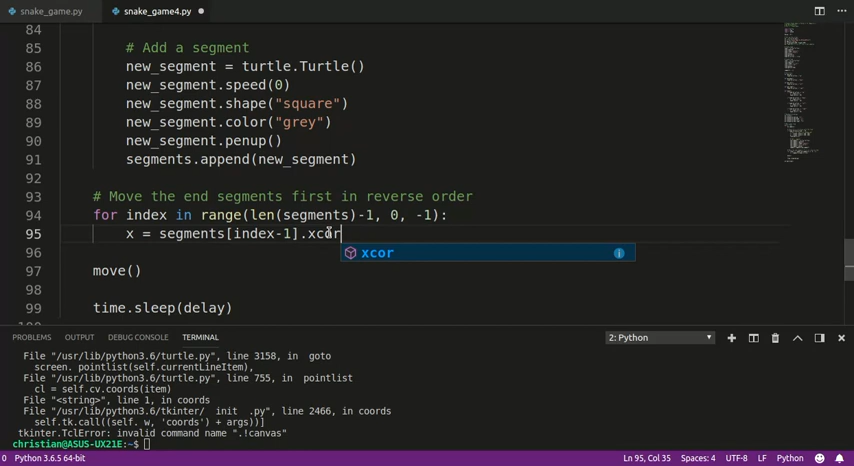 snake_game.py snake_game4.py
84
85 # Add a segment
86 new_segment = turtle.Turtle()
87 new_segment.speed(0)
88 new_segment.shape("square")
89 new_segment.color("grey")
90 new_segment.penup()
91 segments.append(new_segment)
92
93 # Move the end segments first in reverse order
94 for index in range(len(segments)-1, 0, -1):
95 x = segments[index-1].xcor
96 xcor
97 move()
98
99 time.sleep(delay)
100
PROBLEMS OUTPUT DEBUG CONSOLE TERMINAL 2: Python
File "/usr/lib/python3.6/turtle.py", line 3158, in goto
screen. pointlist(self.currentLineItem),
File "/usr/lib/python3.6/turtle.py", line 755, in pointlist
cl = self.cv.coords(item)
File "<string>", line 1, in coords
File "/usr/lib/python3.6/tkinter/ init .py", line 2466, in coords
self.tk.call((self. w, 'coords') + args))]
tkinter.TclError: invalid command name ".!canvas"
christian@ASUS-UX21E:~$
0 Python 3.6.5 64-bit Ln 95, Col 35 Spaces: 4 UTF-8 LF Python